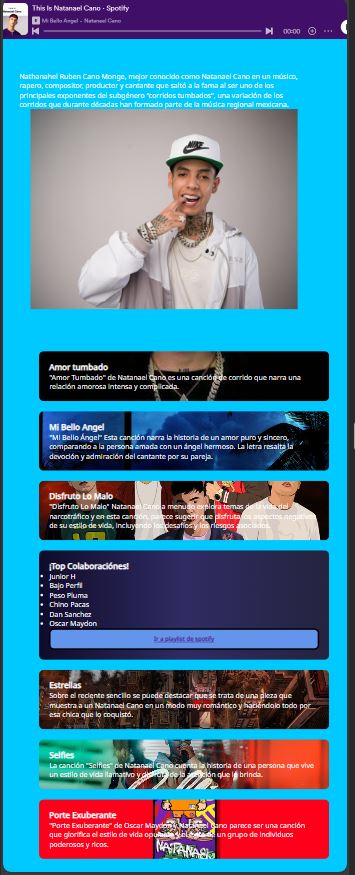 This Is Natanael Cano · Spotify
Mi Bello Angel - Natanael Cano
00:00
Nathanahel Ruben Cano Monge, mejor conocido como Natanael Cano en un músico,
rapero, compositor, productor y cantante que saltó a la fama al ser uno de los
principales exponentes del subgénero "corridos tumbados", una variación de los
corridos que durante décadas han formado parte de la música regional mexicana.
NIKE
Amor tumbado
"Amor Tumbado" de Natanael Cano es una canción de corrido que narra una
relación amorosa intensa y complicada.
Mi Bello Angel
"Mi Bello Ángel" Esta canción narra la historia de un amor puro y sincero,
comparando a la persona amada con un ángel hermoso. La letra resalta la
devoción y admiración del cantante por su pareja.
Disfruto Lo Malo
"Disfruto Lo Malo" Natanael Cano a menudo explora temas de la vida del
narcotráfico y en esta canción, parece sugerir que disfruta los aspectos negativos
de su estilo de vida, incluyendo los desafíos y los riesgos asociados.
¡Top Colaboraciónes!
Junior H
Bajo Perfil
Peso Pluma
Chino Pacas
Dan Sanchez
Oscar Maydon
Ir a playlist de spotify
Estrellas
Sobre el reciente sencillo se puede destacar que se trata de una pieza que
muestra a un Natanael Cano en un modo muy romántico y haciéndolo todo por
esa chica que lo conquistó.
Selfies
La canción "Selfies" de Natanael Cano cuenta la historia de una persona que vive
un estilo de vida llamativo y disfruta de la atención que le brinda.
Porte Exuberante
"Porte Exuberante" de Oscar Maydon y Natanael Cano parece ser una canción
que glorifica el estilo de vida opulento y el éxito de un grupo de individuos
poderosos y ricos.
NATANAEL